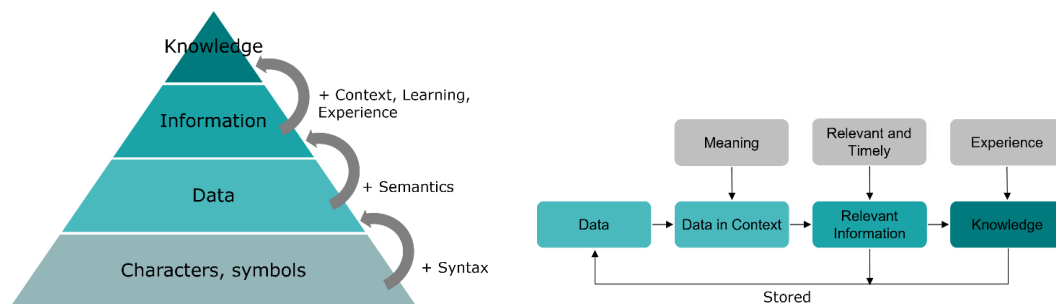 Knowledge
+ Context, Learning,
Experience
Information
+ Semantics
Data
+ Syntax
Characters, symbols
Meaning
Relevant and
Timely
Experience
Data
Data in Context
Relevant
Information
Knowledge
Stored